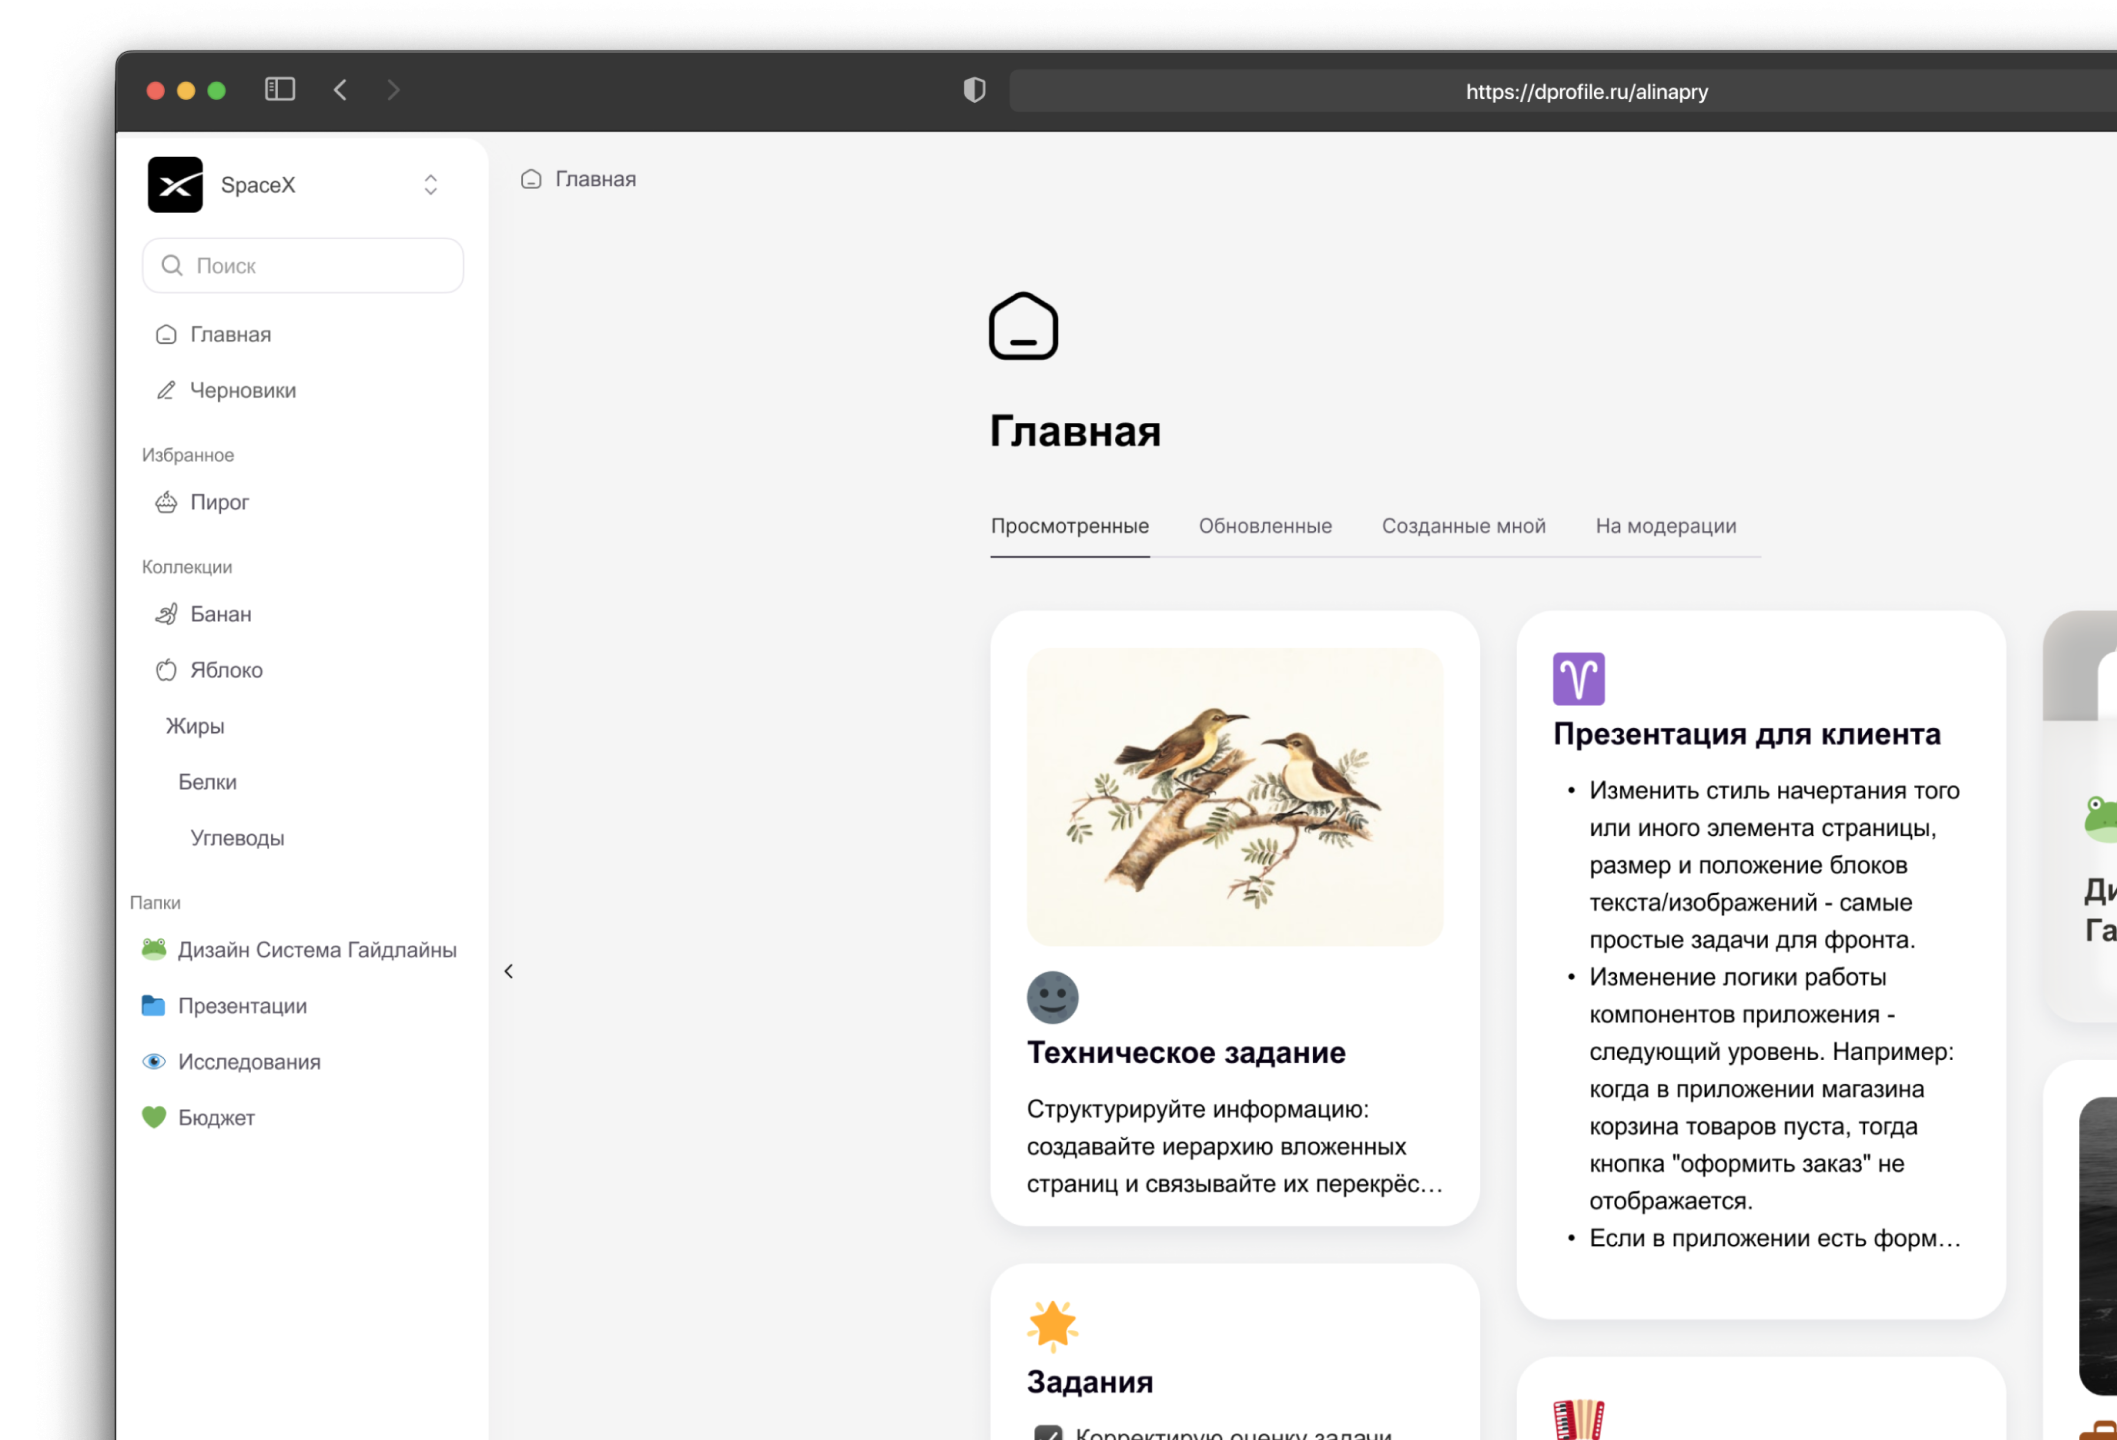 https://dprofile.ru/alinapry
SpaceX
Поиск
Главная
Черновики
Избранное
Пирог
Коллекции
Банан
Яблоко
Жиры
Белки
Углеводы
Папки
Дизайн Система Гайдлайны
Презентации
Исследования
Бюджет
Главная
Главная
Просмотренные
Обновленные
Созданные мной
На модерации
Техническое задание
Структурируйте информацию:
создавайте иерархию вложенных
страниц и связывайте их перекрёс...
Задания
Корректирую оценку задачи
Презентация для клиента
• Изменить стиль начертания того
или иного элемента страницы,
размер и положение блоков
текста/изображений - самые
простые задачи для фронта.
• Изменение логики работы
компонентов приложения -
следующий уровень. Например:
когда в приложении магазина
корзина товаров пуста, тогда
кнопка "оформить заказ" не
отображается.
• Если в приложении есть форм...